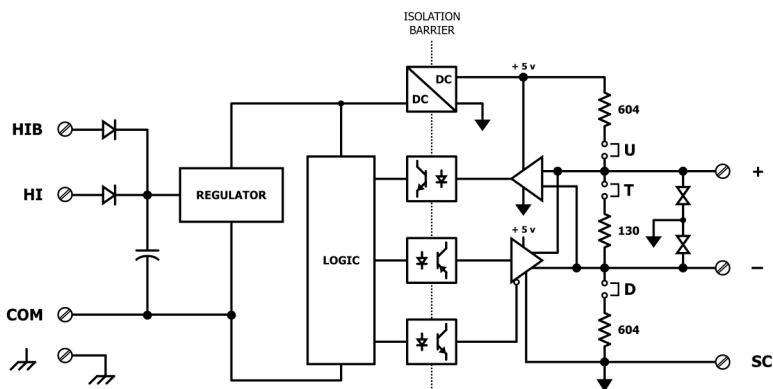 ISOLATION
BARRIER
+ 5 v
DC
DC
604
HIB
U
HI
REGULATOR
+
T
+ 5 v
130
LOGIC
−
D
COM
604
SC